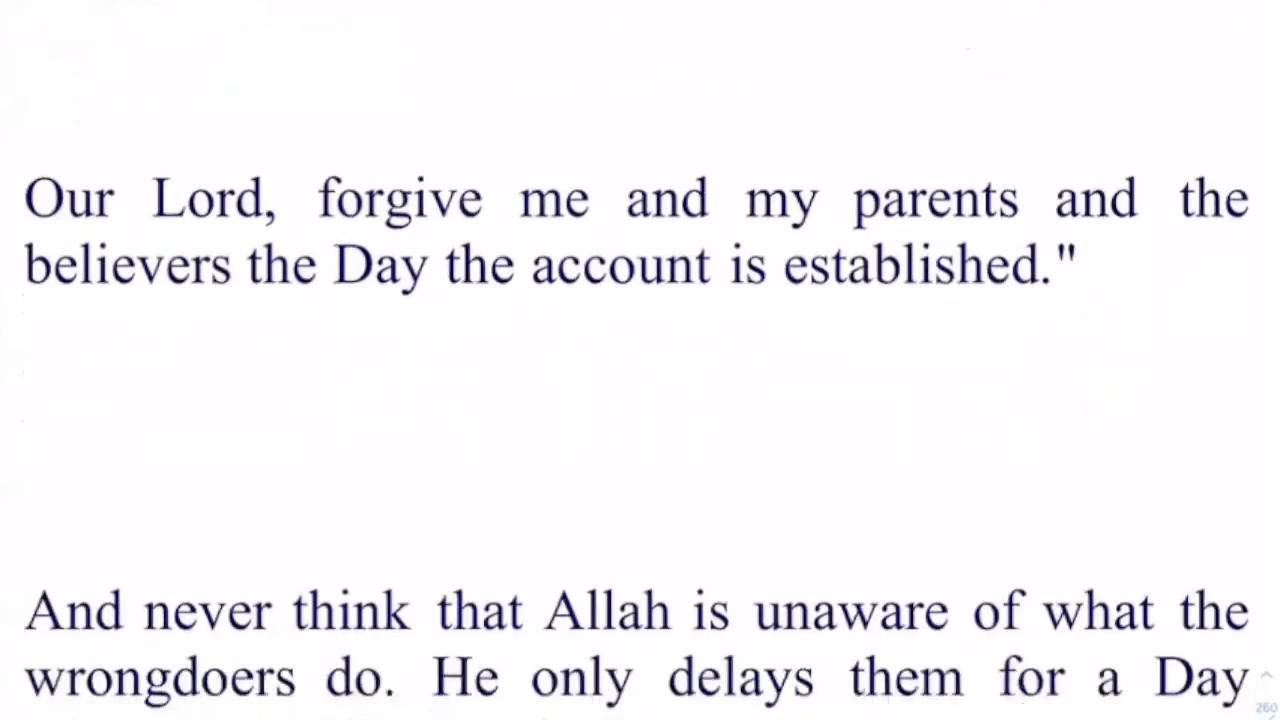 Our Lord, forgive me and my parents and the
believers the Day the account is established."
And never think that Allah is unaware of what the
wrongdoers do. He only delays them for a Day
260